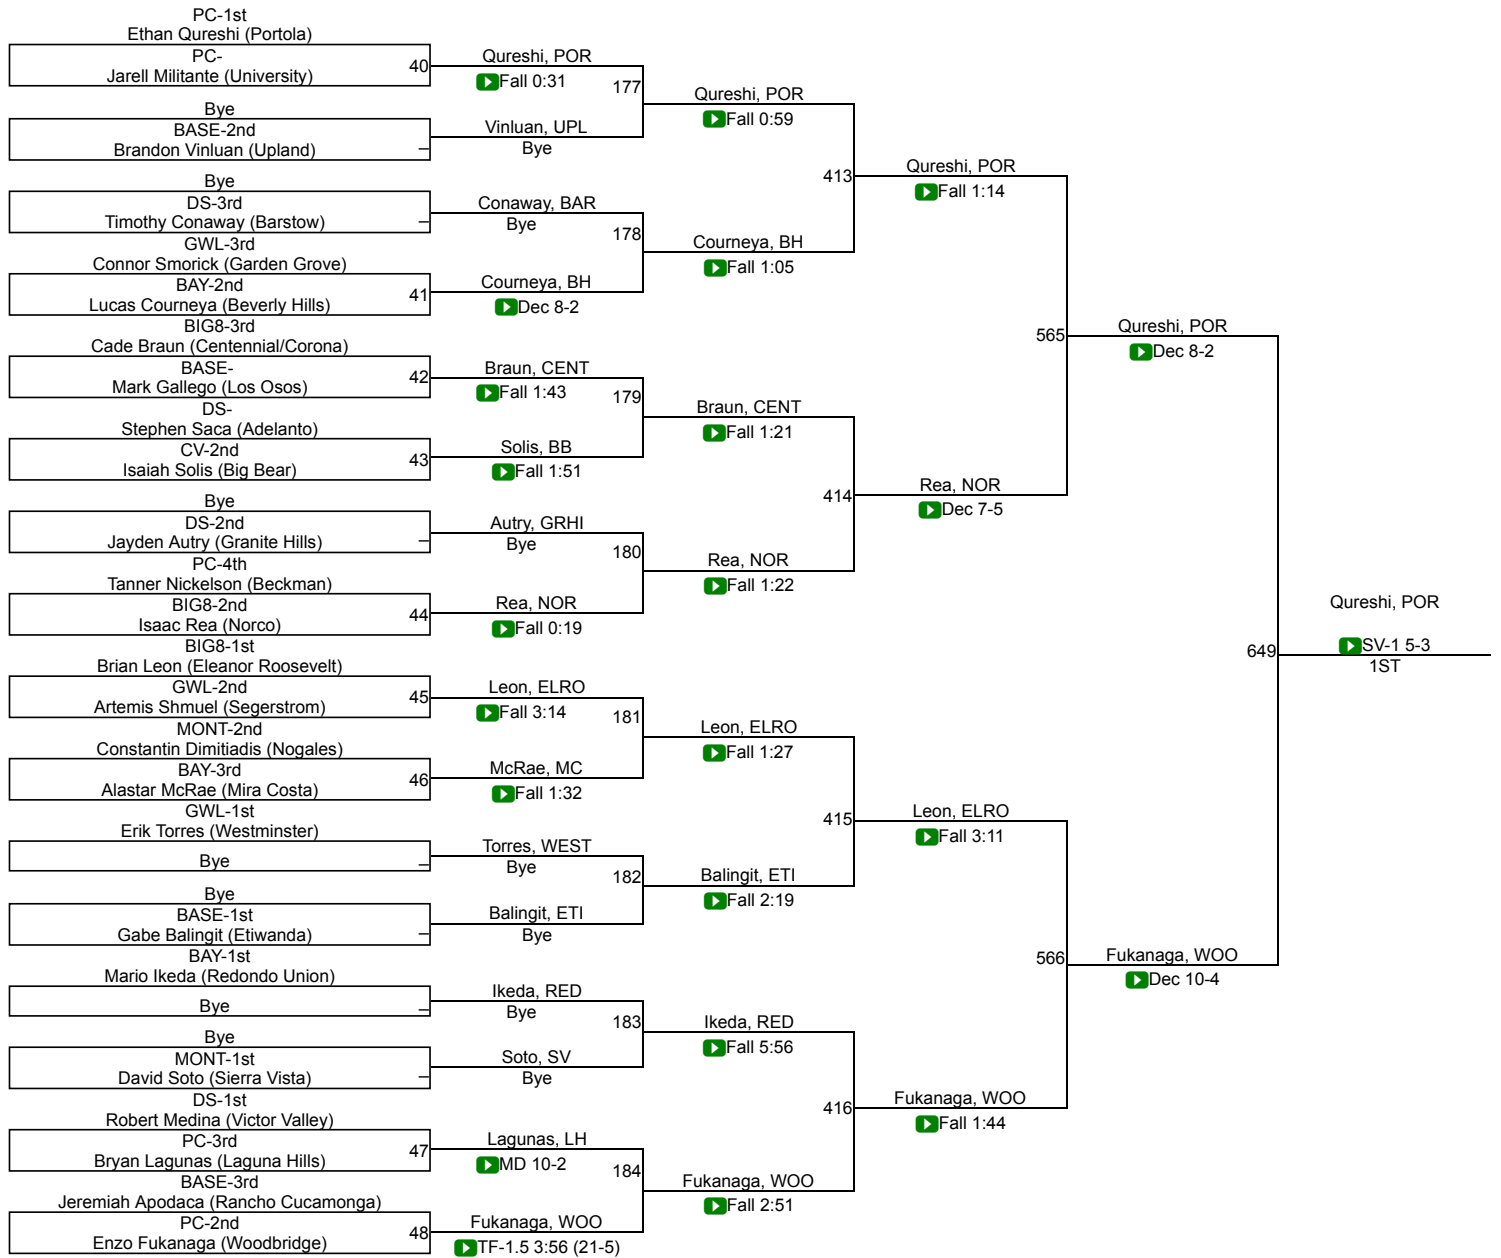 PC-1st
Ethan Qureshi (Portola)
PC-
Jarell Militante (University)
40
Bye
BASE-2nd
Brandon Vinluan (Upland)
Bye
DS-3rd
Timothy Conaway (Barstow)
GWL-3rd
Connor Smorick (Garden Grove)
BAY-2nd
Lucas Courneya (Beverly Hills)
41
BIG8-3rd
Cade Braun (Centennial/Corona)
BASE-
Mark Gallego (Los Osos)
42
DS-
Stephen Saca (Adelanto)
CV-2nd
Isaiah Solis (Big Bear)
43
Bye
DS-2nd
Jayden Autry (Granite Hills)
PC-4th
Tanner Nickelson (Beckman)
BIG8-2nd
Isaac Rea (Norco)
44
BIG8-1st
Brian Leon (Eleanor Roosevelt)
GWL-2nd
Artemis Shmuel (Segerstrom)
45
MONT-2nd
Constantin Dimitiadis (Nogales)
BAY-3rd
Alastar McRae (Mira Costa)
46
GWL-1st
Erik Torres (Westminster)
Bye
Bye
BASE-1st
Gabe Balingit (Etiwanda)
BAY-1st
Mario Ikeda (Redondo Union)
Bye
Bye
MONT-1st
David Soto (Sierra Vista)
DS-1st
Robert Medina (Victor Valley)
PC-3rd
Bryan Lagunas (Laguna Hills)
47
BASE-3rd
Jeremiah Apodaca (Rancho Cucamonga)
PC-2nd
Enzo Fukanaga (Woodbridge)
48
Qureshi, POR
Fall 0:31
177
Vinluan, UPL
Bye
Conaway, BAR
Bye
178
Courneya, BH
Dec 8-2
Braun, CENT
Fall 1:43
179
Solis, BB
Fall 1:51
Autry, GRHI
Bye
180
Rea, NOR
Fall 0:19
Leon, ELRO
Fall 3:14
181
McRae, MC
Fall 1:32
Torres, WEST
Bye
182
Balingit, ETI
Bye
Ikeda, RED
Bye
183
Soto, SV
Bye
Lagunas, LH
MD 10-2
184
Fukanaga, WOO
TF-1.5 3:56 (21-5)
Qureshi, POR
Fall 0:59
413
Courneya, BH
Fall 1:05
Braun, CENT
Fall 1:21
414
Rea, NOR
Fall 1:22
Leon, ELRO
Fall 1:27
415
Balingit, ETI
Fall 2:19
Ikeda, RED
Fall 5:56
416
Fukanaga, WOO
Fall 2:51
Qureshi, POR
Fall 1:14
565
Rea, NOR
Dec 7-5
Leon, ELRO
Fall 3:11
566
Fukanaga, WOO
Fall 1:44
Qureshi, POR
Dec 8-2
649
Fukanaga, WOO
Dec 10-4
Qureshi, POR
SV-1 5-3
1ST